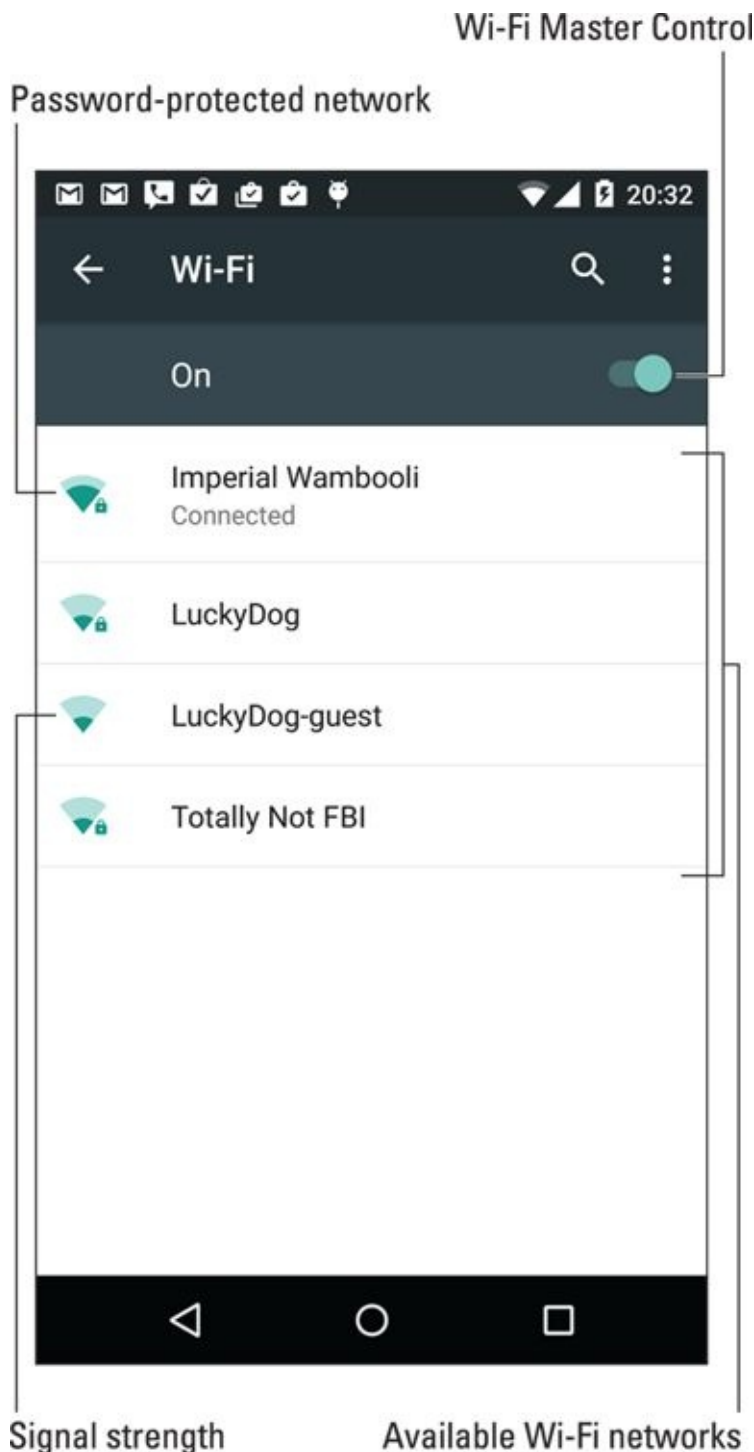 Wi-Fi Master Control
Password-protected network
20:32
Wi-Fi
On
Imperial Wambooli
Connected
LuckyDog
LuckyDog-guest
Totally Not FBI
Signal strength
Available Wi-Fi networks